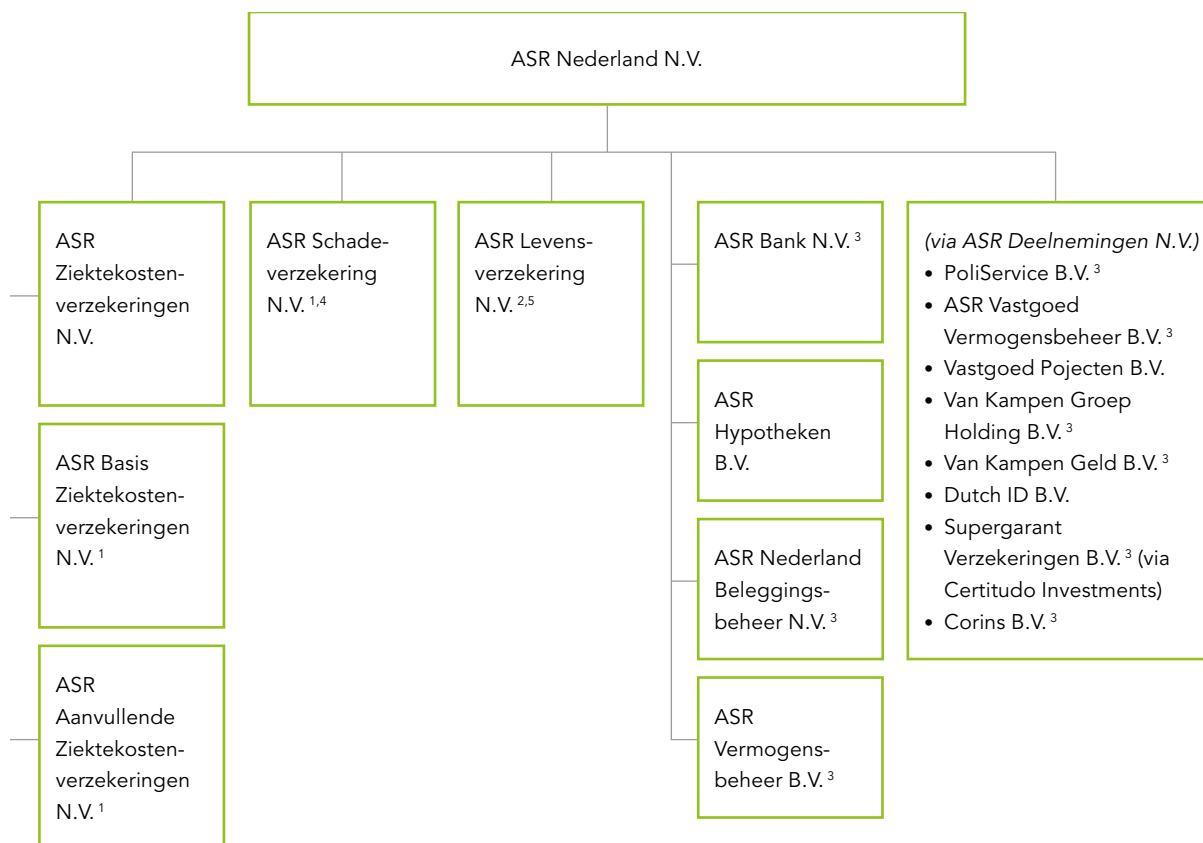 ASR Nederland N.V.
ASR
Ziektekosten-
verzekeringen
N.V.
ASR Basis
Ziektekosten-
verzekeringen
N.V. 1
ASR
Aanvullende
Ziektekosten-
verzekeringen
N.V. 1
ASR Schade-
verzekering
N.V. 1,4
ASR Levens-
verzekering
N.V. 2,5
ASR Bank N.V. 3
ASR
Hypotheken
B.V.
ASR Nederland
Beleggings-
beheer N.V. 3
ASR
Vermogens-
beheer B.V. 3
(via ASR Deelnemingen N.V.)
• PoliService B.V. 3
• ASR Vastgoed
Vermogensbeheer B.V. 3
• Vastgoed Pojecten B.V.
• Van Kampen Groep
Holding B.V. 3
• Van Kampen Geld B.V. 3
• Dutch ID B.V.
• Supergarant
Verzekeringen B.V. 3 (via
Certitudo Investments)
• Corins B.V. 3